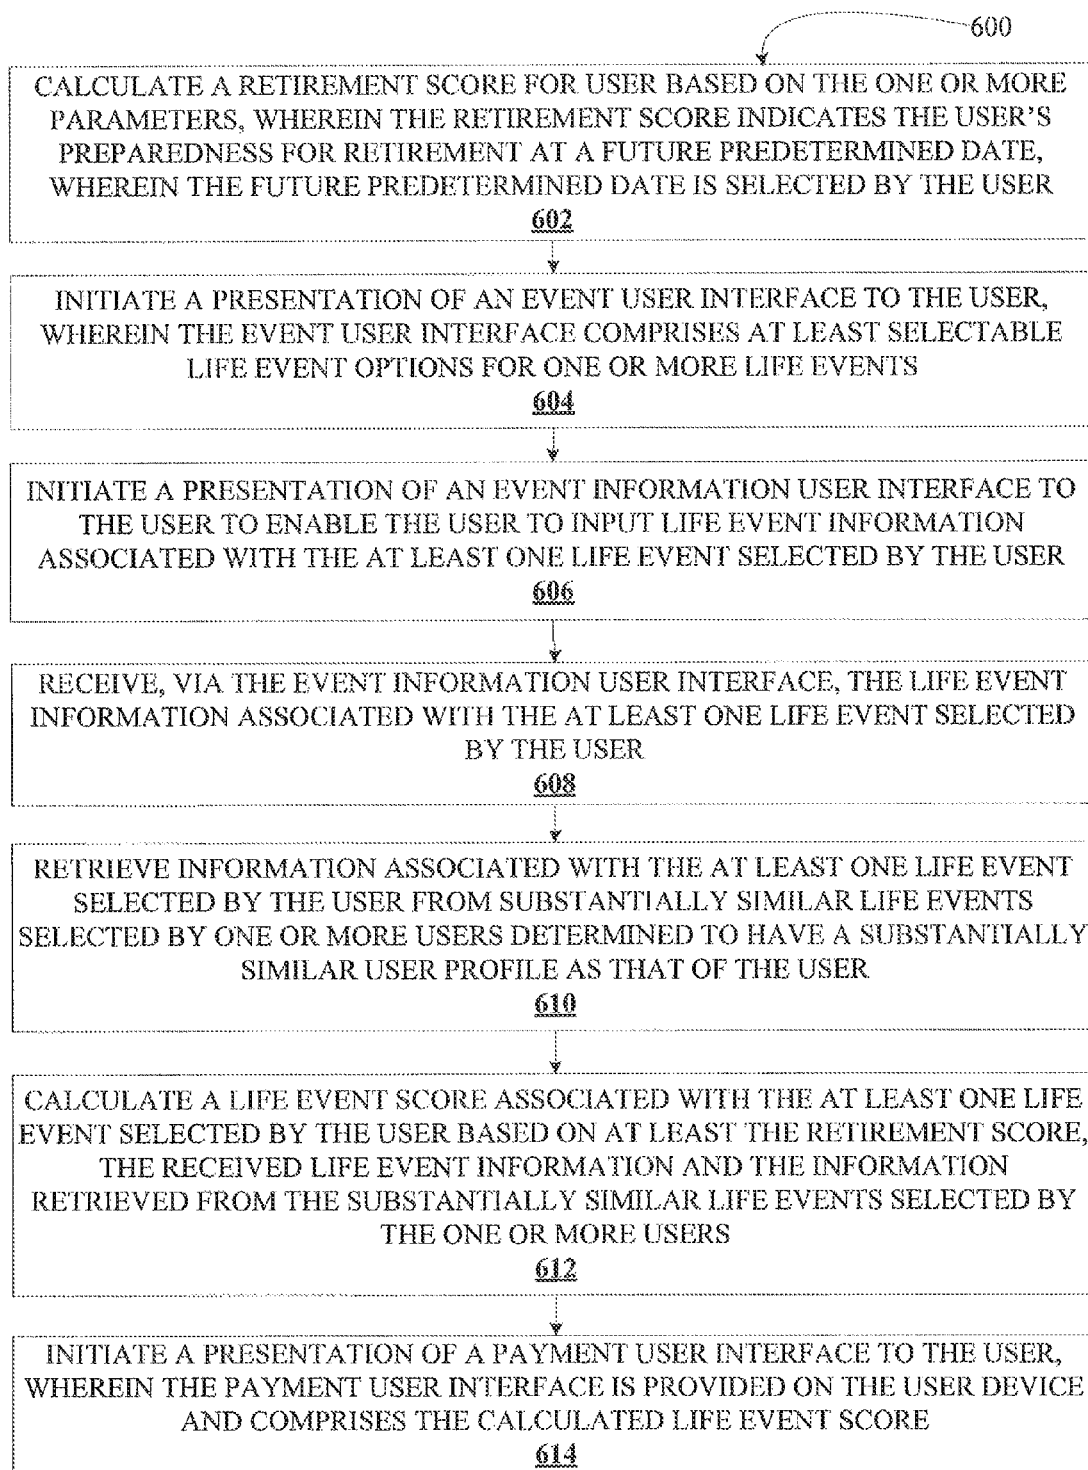 600
CALCULATE A RETIREMENT SCORE FOR USER BASED ON THE ONE OR MORE
PARAMETERS, WHEREIN THE RETIREMENT SCORE INDICATES THE USER'S
PREPAREDNESS FOR RETIREMENT AT A FUTURE PREDETERMINED DATE,
WHEREIN THE FUTURE PREDETERMINED DATE IS SELECTED BY THE USER
602
INITIATE A PRESENTATION OF AN EVENT USER INTERFACE TO THE USER,
WHEREIN THE EVENT USER INTERFACE COMPRISES AT LEAST SELECTABLE
LIFE EVENT OPTIONS FOR ONE OR MORE LIFE EVENTS
604
INITIATE A PRESENTATION OF AN EVENT INFORMATION USER INTERFACE TO
THE USER TO ENABLE THE USER TO INPUT LIFE EVENT INFORMATION
ASSOCIATED WITH THE AT LEAST ONE LIFE EVENT SELECTED BY THE USER
606
RECEIVE, VIA THE EVENT INFORMATION USER INTERFACE, THE LIFE EVENT
INFORMATION ASSOCIATED WITH THE AT LEAST ONE LIFE EVENT SELECTED
BY THE USER
608
RETRIEVE INFORMATION ASSOCIATED WITH THE AT LEAST ONE LIFE EVENT
SELECTED BY THE USER FROM SUBSTANTIALLY SIMILAR LIFE EVENTS
SELECTED BY ONE OR MORE USERS DETERMINED TO HAVE A SUBSTANTIALLY
SIMILAR USER PROFILE AS THAT OF THE USER
610
CALCULATE A LIFE EVENT SCORE ASSOCIATED WITH THE AT LEAST ONE LIFE
EVENT SELECTED BY THE USER BASED ON AT LEAST THE RETIREMENT SCORE,
THE RECEIVED LIFE EVENT INFORMATION AND THE INFORMATION
RETRIEVED FROM THE SUBSTANTIALLY SIMILAR LIFE EVENTS SELECTED BY
THE ONE OR MORE USERS
612
INITIATE A PRESENTATION OF A PAYMENT USER INTERFACE TO THE USER,
WHEREIN THE PAYMENT USER INTERFACE IS PROVIDED ON THE USER DEVICE
AND COMPRISES THE CALCULATED LIFE EVENT SCORE
614